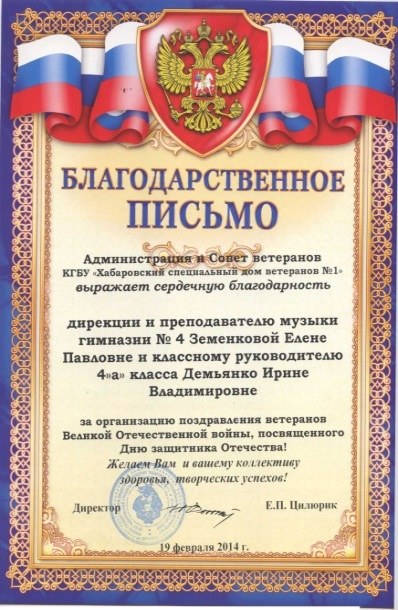 БЛАГОДАРСТВЕННОЕ
ПИСЬМО
Администрация и Совет ветеранов
КГБУ «Хабаровский специальный дом ветеранов №1»
выражает сердечную благодарность
дирекции и преподавателю музыки
гимназии № 4 Земенковой Елене
Павловне и классному руководителю
4»а» класса Демьянко Ирине
Владимировне
за организацию поздравления ветеранов
Великой Отечественной войны, посвященного
Дню защитника Отечества!
Желаем Вам и вашему коллективу
здоровья, творческих успехов!
Директор Е.П. Цилюрик
19 февраля 2014 г.